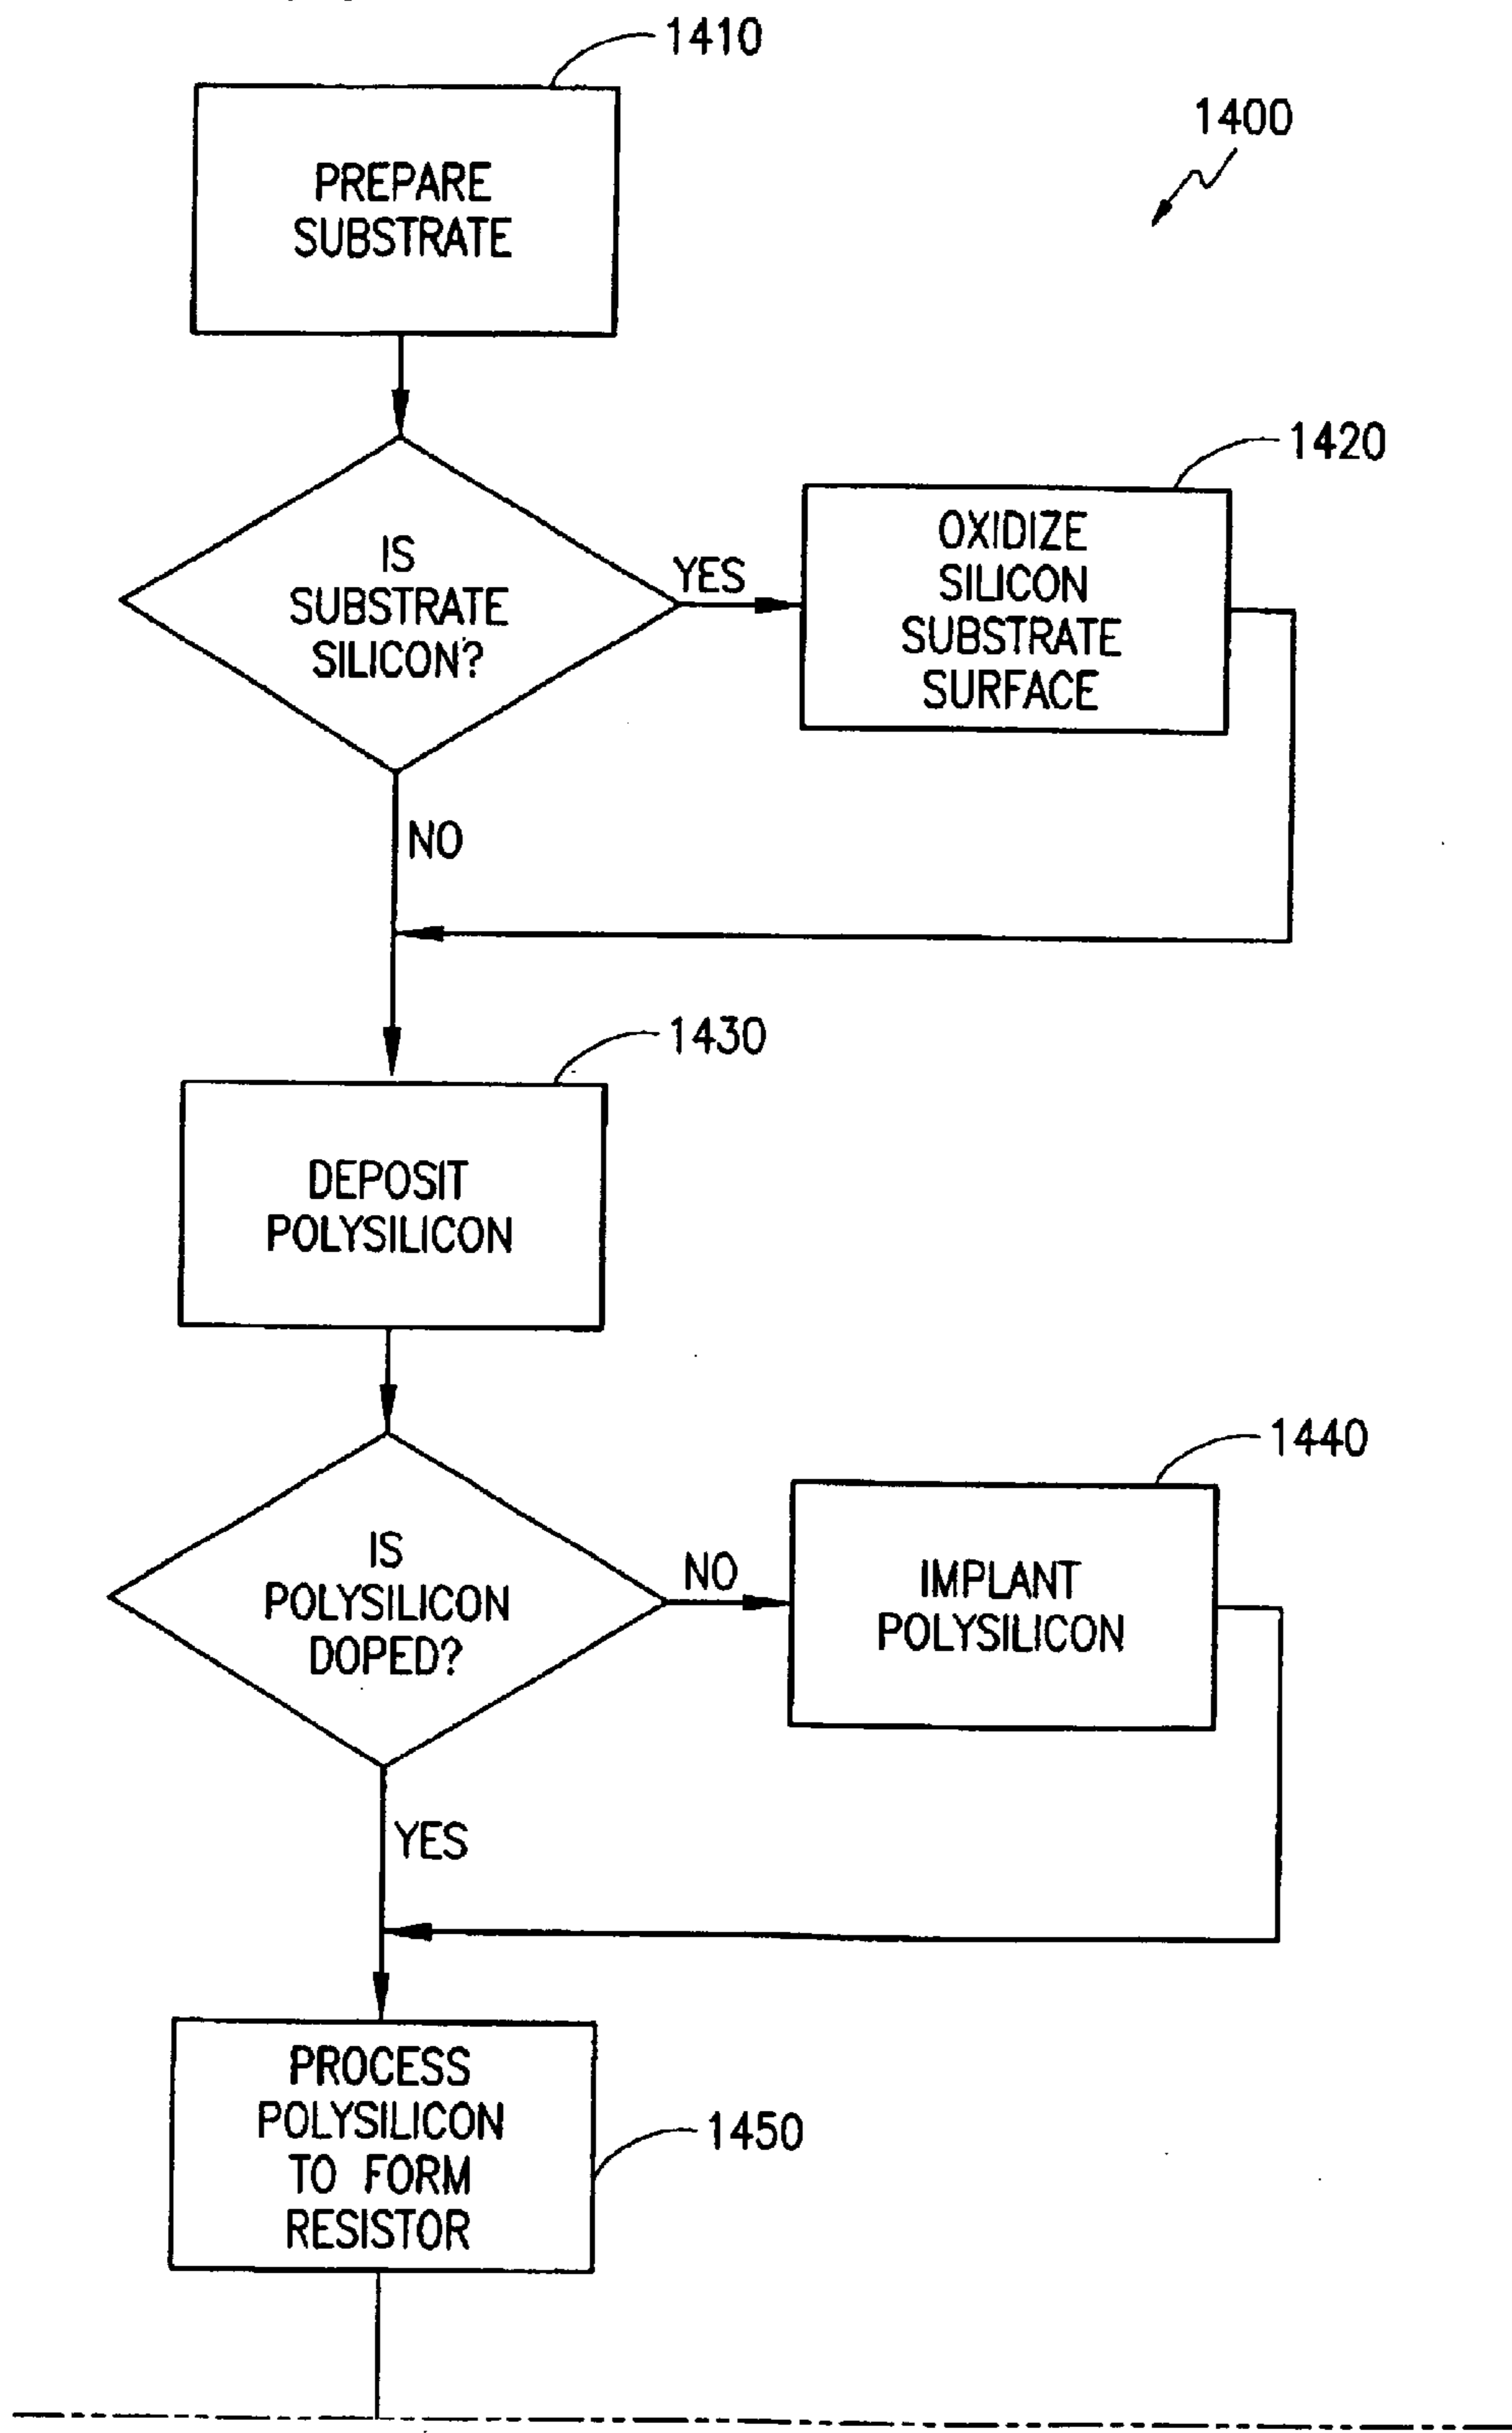 1410
1400
PREPARE
SUBSTRATE
1420
IS
SUBSTRATE
SILICON?
YES
OXIDIZE
SILICON
SUBSTRATE
SURFACE
NO
1430
DEPOSIT
POLYSILICON
1440
IS
POLYSILICON
DOPED?
NO
IMPLANT
POLYSILICON
YES
PROCESS
POLYSILICON
TO FORM
RESISTOR
1450